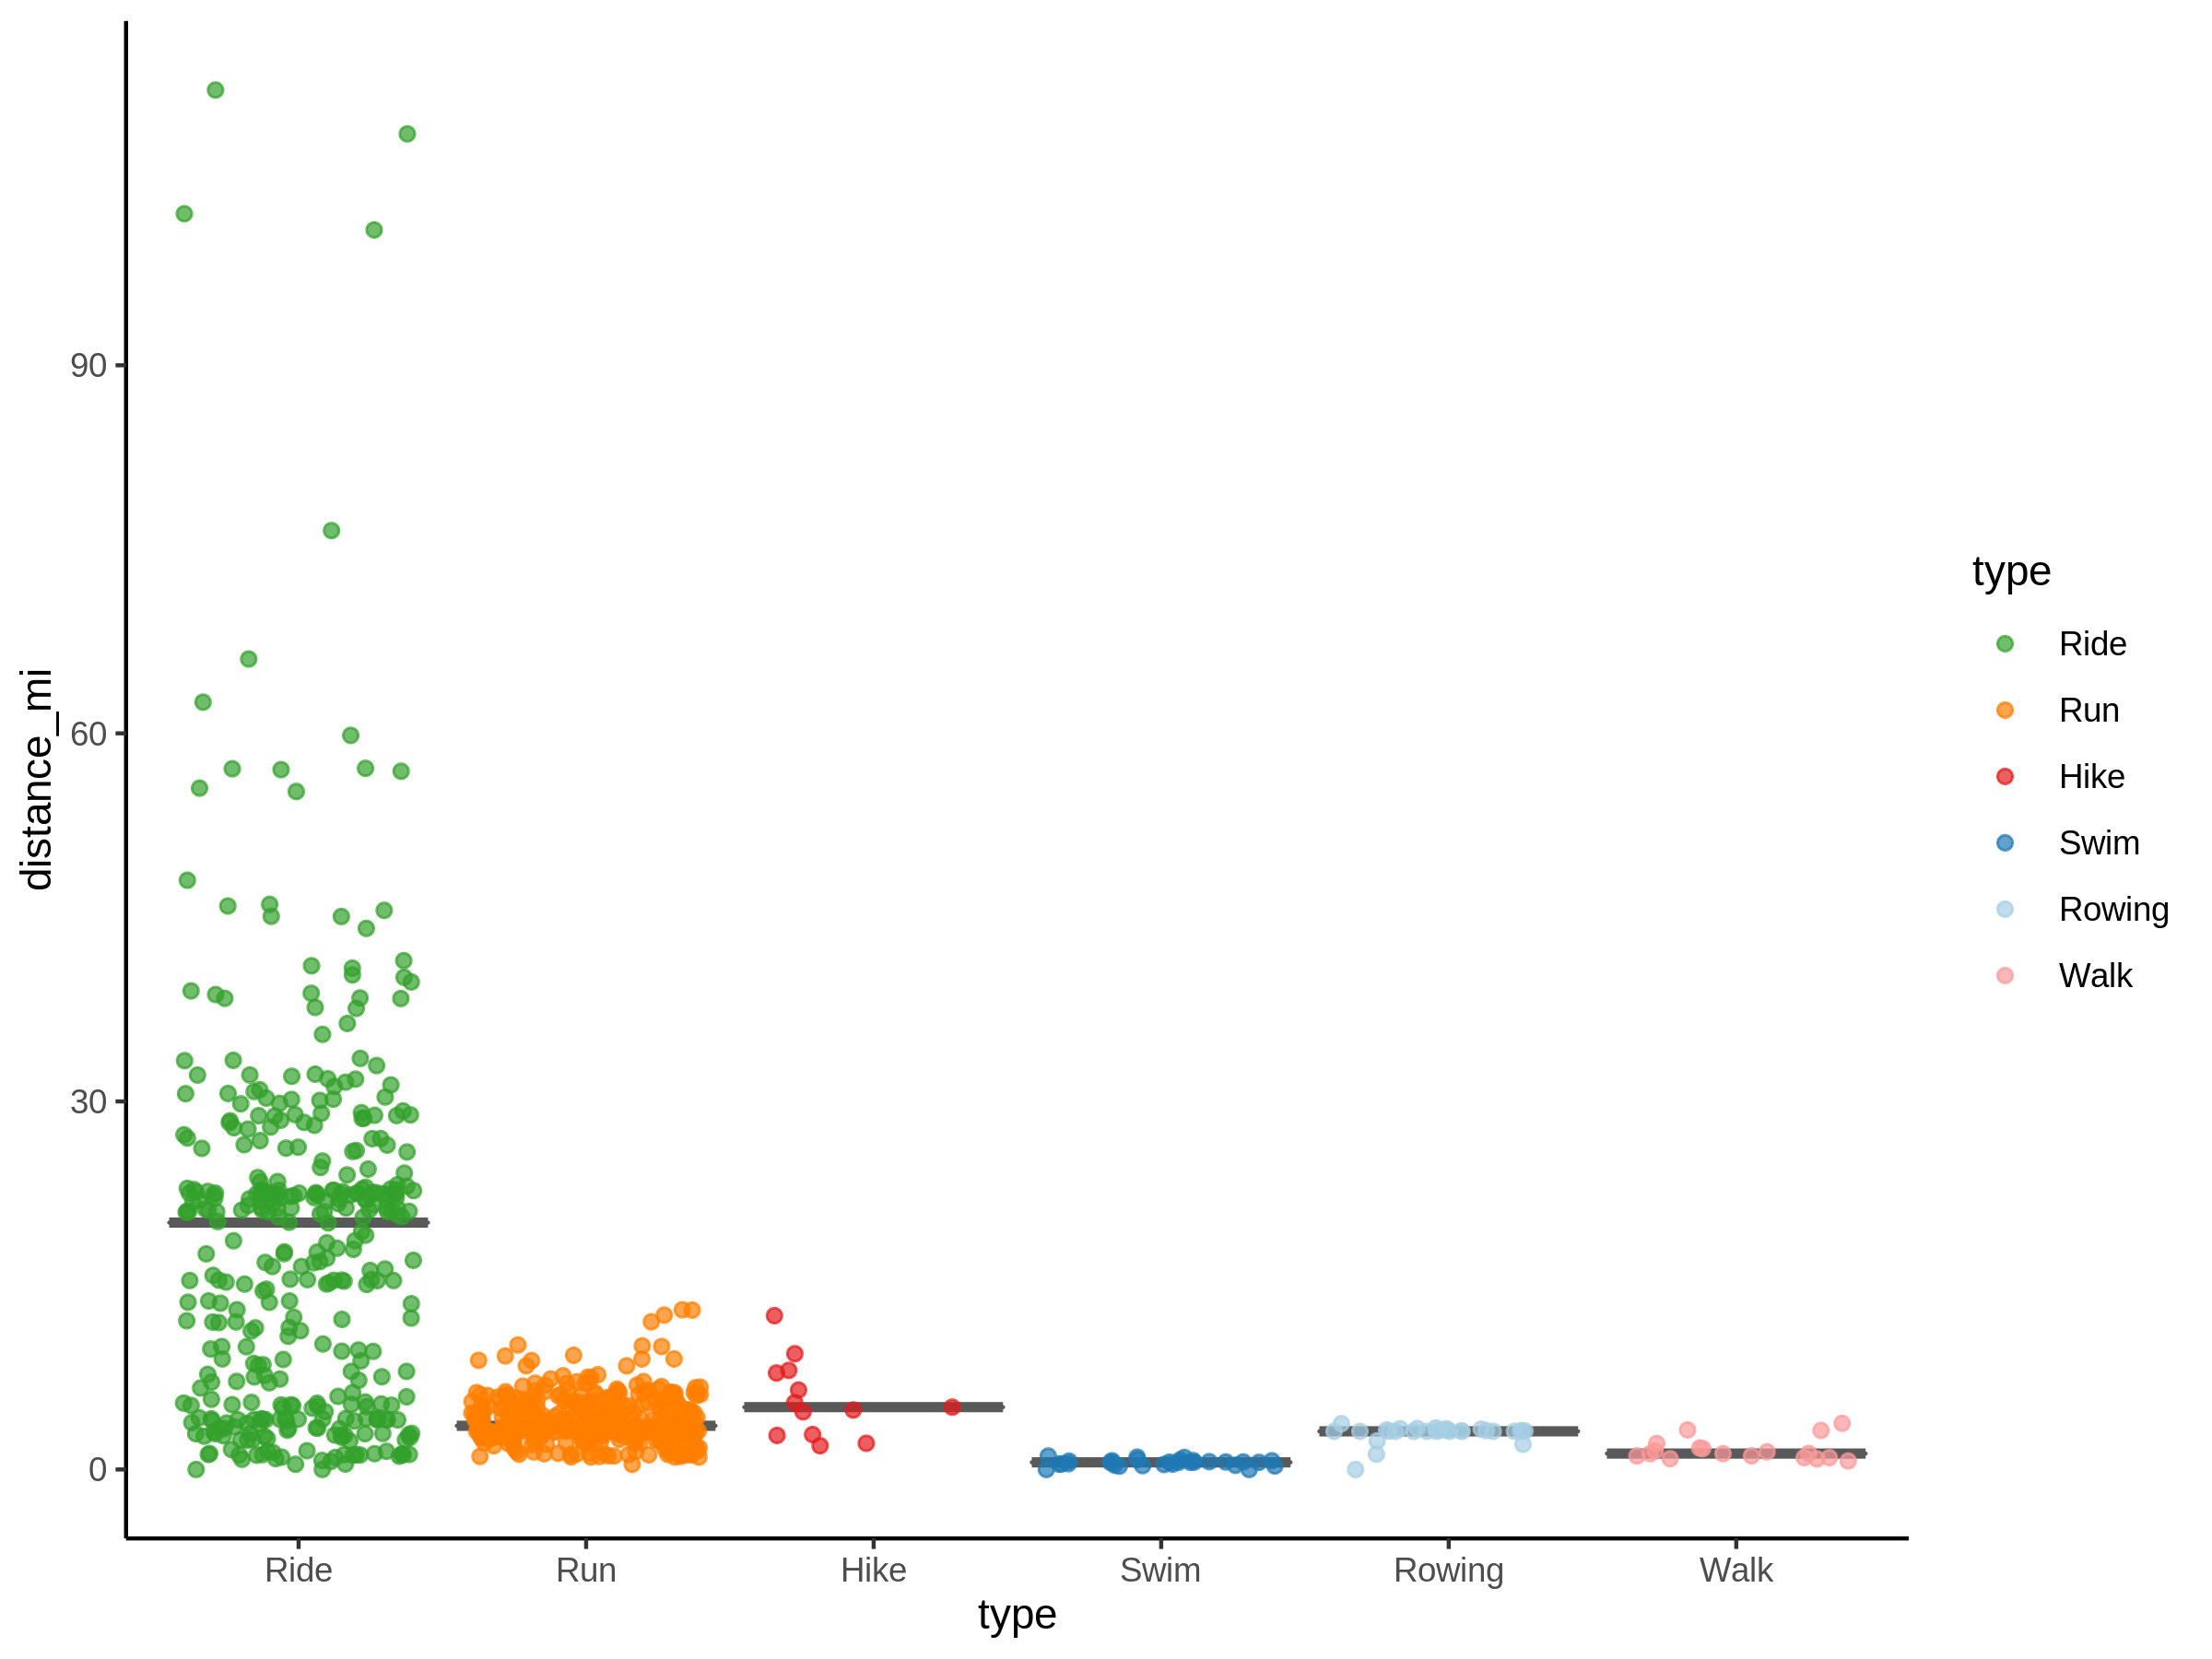 distance_mi
90
60
30
0
Ride
Run
Hike
Swim
Rowing
Walk
type
type
Ride
Run
Hike
Swim
Rowing
Walk